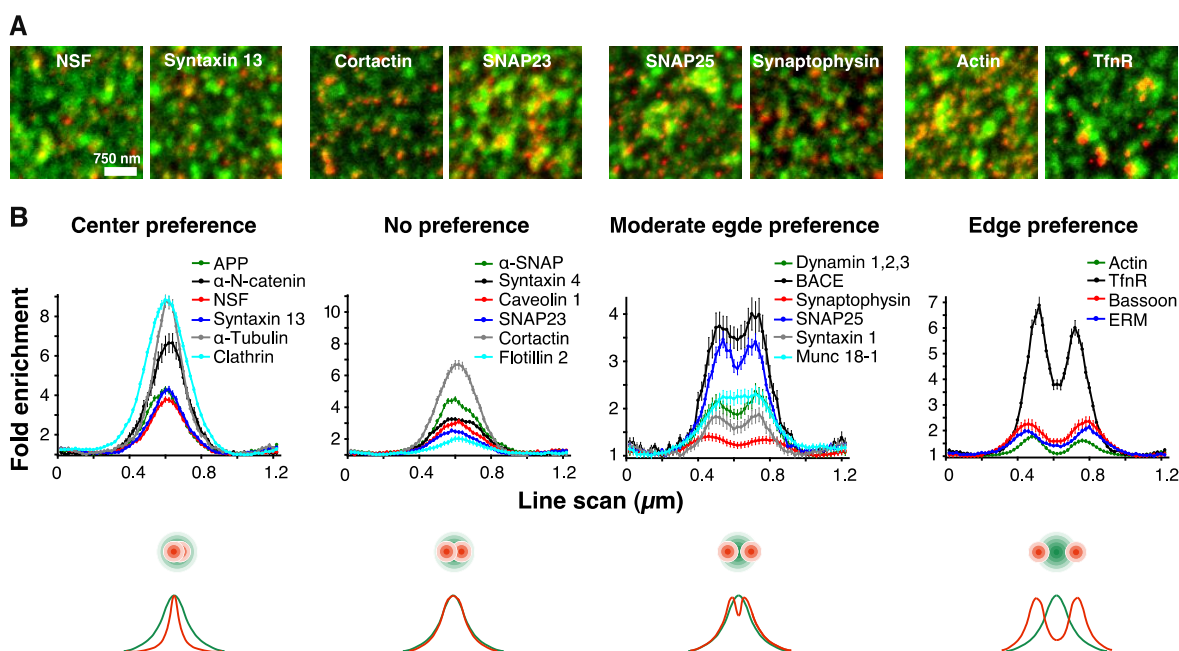 A
NSF
Syntaxin 13
Cortactin
SNAP23
SNAP25
Synaptophysin
Actin
TfnR
750 nm
B
Center preference
No preference
Moderate egde preference
Edge preference
APP
α-N-catenin
NSF
Syntaxin 13
α-Tubulin
Clathrin
α-SNAP
Syntaxin 4
Caveolin 1
SNAP23
Cortactin
Flotillin 2
Dynamin 1,2,3
BACE
Synaptophysin
SNAP25
Syntaxin 1
Munc 18-1
Actin
TfnR
Bassoon
ERM
Fold enrichment
8
6
4
2
0 0.4 0.8 1.2
10
8
6
4
2
0 0.4 0.6 0.8 1.2
4
3
2
1
0 0.4 0.8 1.2
7
6
5
4
3
2
1
0 0.4 0.8 1.2
Line scan (µm)